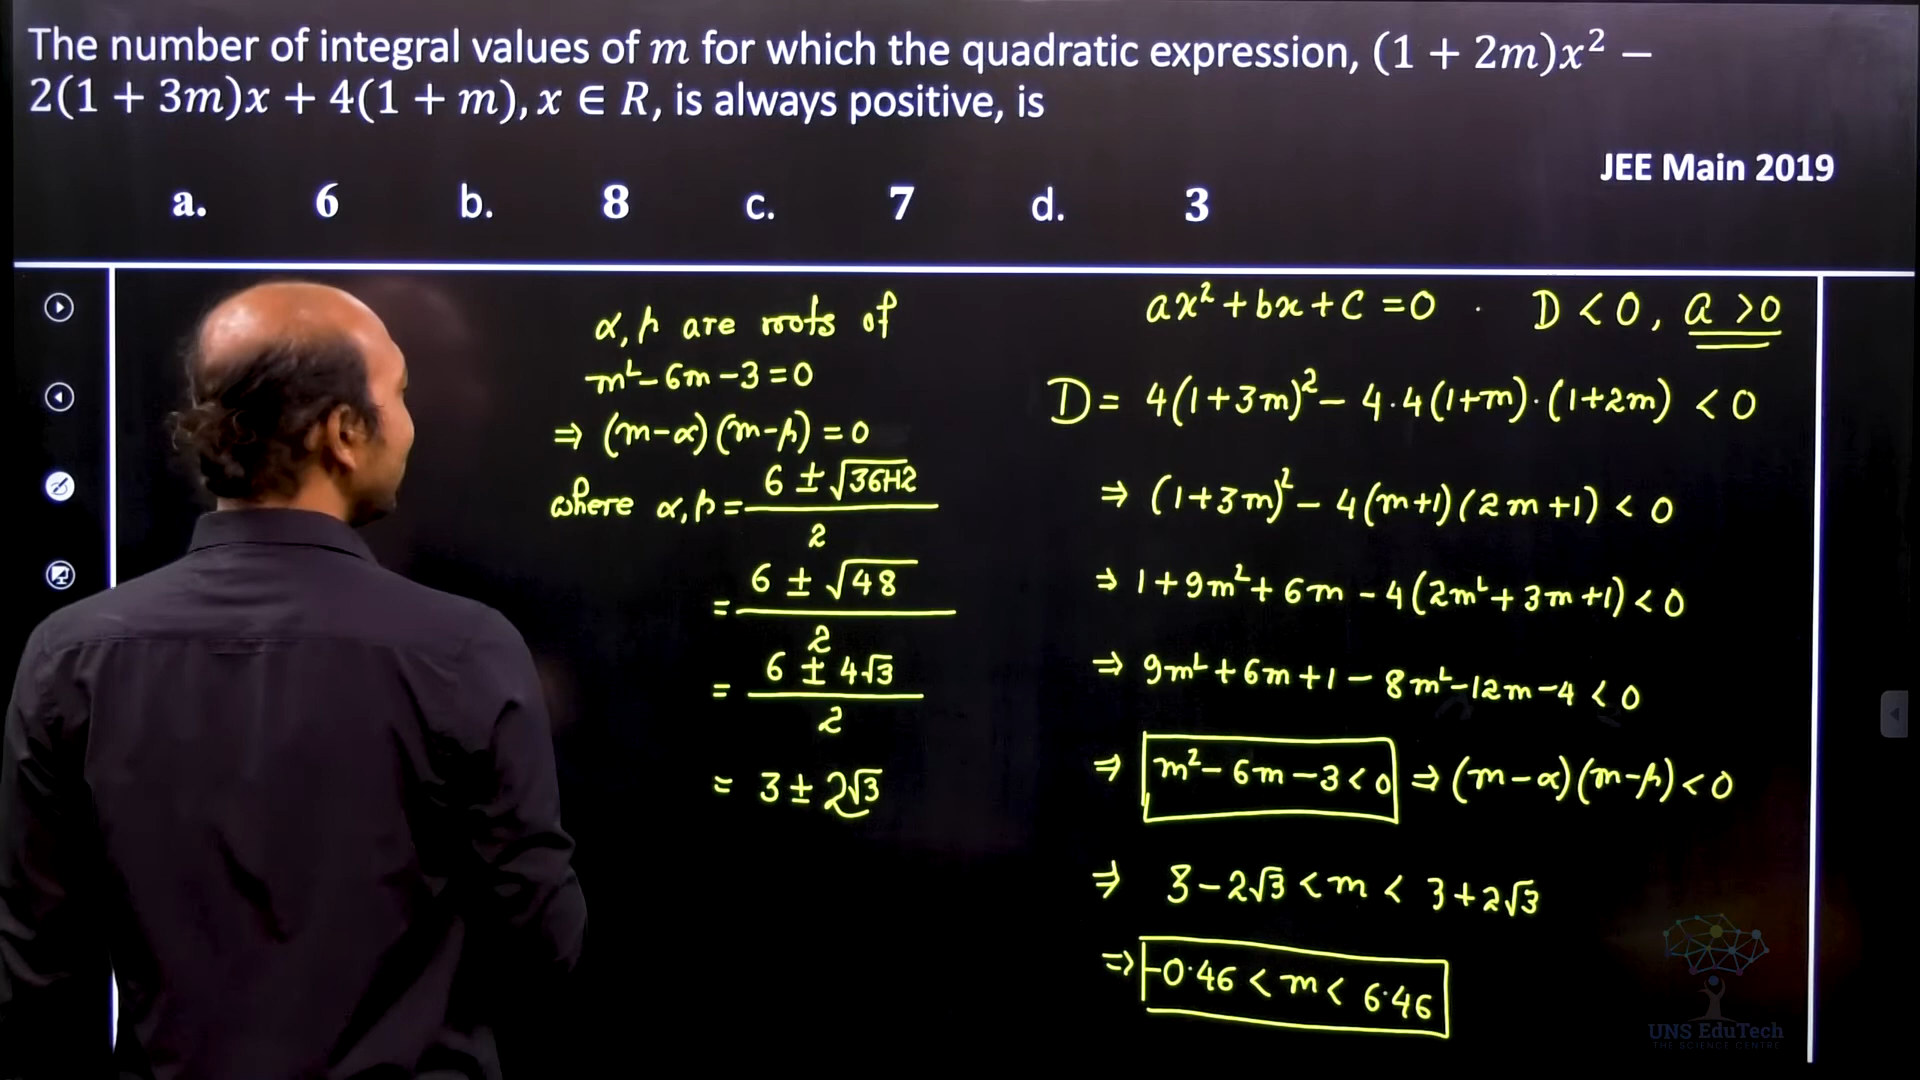 The number of integral values of m for which the quadratic expression, (1 + 2m)x² −
2(1 + 3m)x + 4(1 + m), x ∈ R, is always positive, is
JEE Main 2019
a. 6 b. 8 c. 7 d. 3
α, β are roots of
m² − 6m − 3 = 0
⇒ (m−α)(m−β) = 0
where α, β = 6 ± √36+12 / 2
= 6 ± √48 / 2
= 6 ± 4√3 / 2
= 3 ± 2√3
ax² + bx + C = 0 · D < 0, a > 0
D = 4(1+3m)² − 4·4(1+m)·(1+2m) < 0
⇒ (1+3m)² − 4(m+1)(2m+1) < 0
⇒ 1 + 9m² + 6m − 4(2m² + 3m + 1) < 0
⇒ 9m² + 6m + 1 − 8m² − 12m − 4 < 0
⇒ m² − 6m − 3 < 0 ⇒ (m−α)(m−β) < 0
⇒ 3 − 2√3 < m < 3 + 2√3
⇒ −0·46 < m < 6·46
UNS EduTech
THE SCIENCE CENTRE